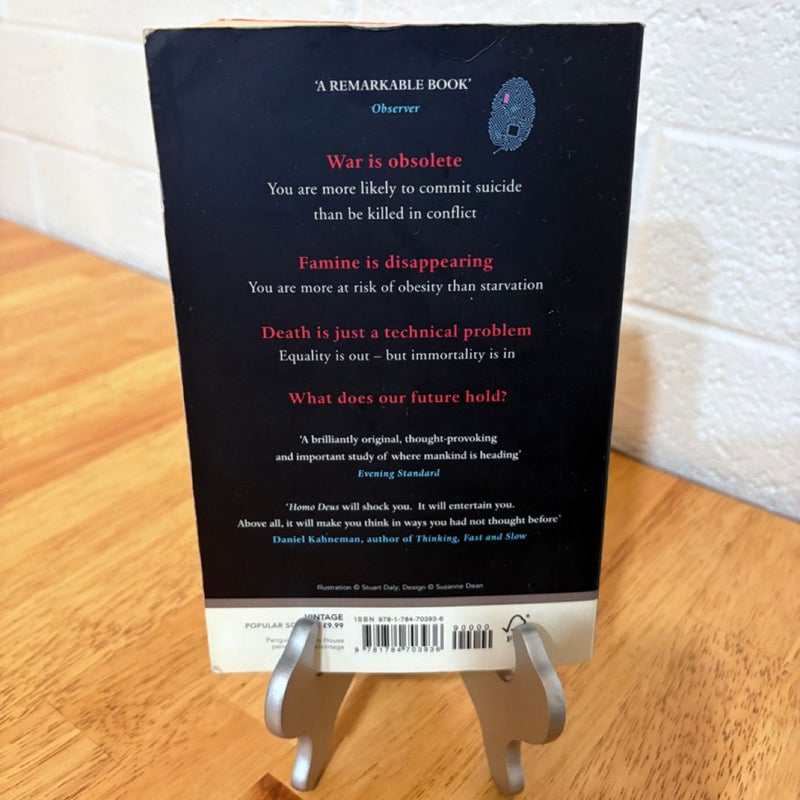 ‘A REMARKABLE BOOK’
Observer
War is obsolete
You are more likely to commit suicide
than be killed in conflict
Famine is disappearing
You are more at risk of obesity than starvation
Death is just a technical problem
Equality is out – but immortality is in
What does our future hold?
‘A brilliantly original, thought-provoking
and important study of where mankind is heading’
Evening Standard
‘Homo Deus will shock you. It will entertain you.
Above all, it will make you think in ways you had not thought before’
Daniel Kahneman, author of Thinking, Fast and Slow
Illustration © Stuart Daly; Design © Suzanne Dean
VINTAGE
POPULAR £9.99
House
ISBN 978-1-784-70393-6
90000
9 781784 703936